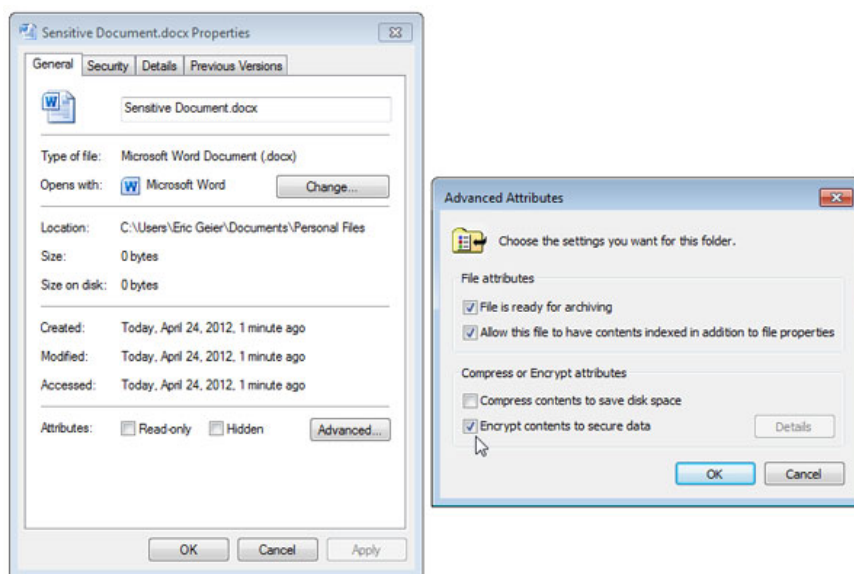 Sensitive Document.docx Properties
General Security Details Previous Versions
Sensitive Document.docx
Type of file: Microsoft Word Document (.docx)
Opens with: Microsoft Word Change...
Location: C:\Users\Eric Geier\Documents\Personal Files
Size: 0 bytes
Size on disk: 0 bytes
Created: Today, April 24, 2012, 1 minute ago
Modified: Today, April 24, 2012, 1 minute ago
Accessed: Today, April 24, 2012, 1 minute ago
Attributes: Read-only Hidden Advanced...
OK Cancel Apply
Advanced Attributes
Choose the settings you want for this folder.
File attributes
File is ready for archiving
Allow this file to have contents indexed in addition to file properties
Compress or Encrypt attributes
Compress contents to save disk space
Encrypt contents to secure data Details
OK Cancel